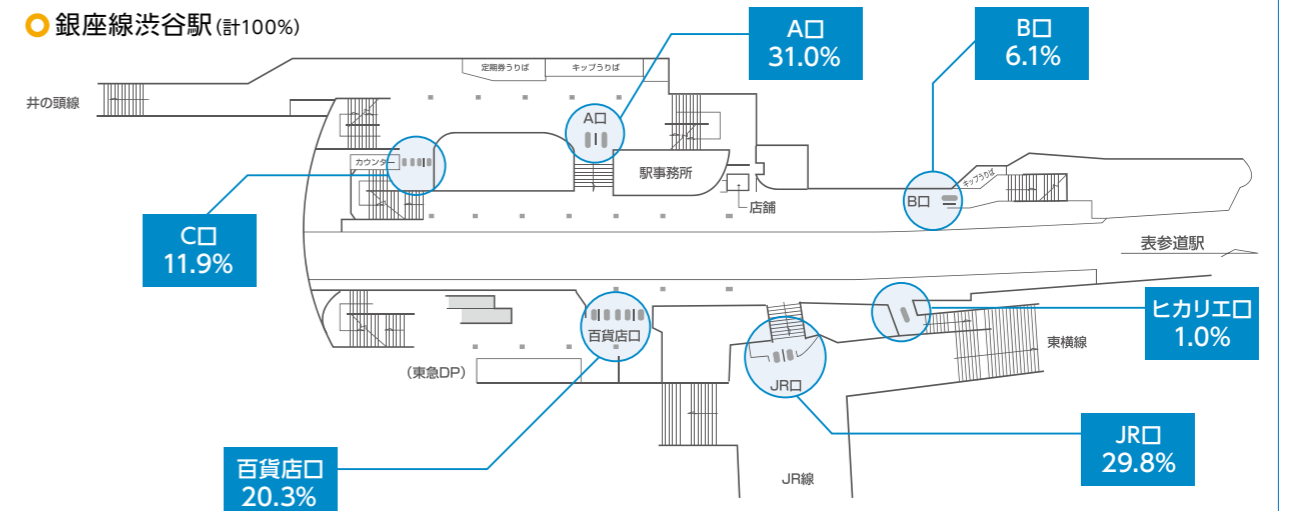 銀座線渋谷駅(計100%)
A口
31.0%
B口
6.1%
定期券うりば
キップうりば
井の頭線
A口
カウンター
駅事務所
キップうりば
B口
店舗
C口
11.9%
表参道駅
ヒカリエ口
1.0%
百貨店口
東横線
(東急DP)
JR口
JR口
29.8%
百貨店口
20.3%
JR線